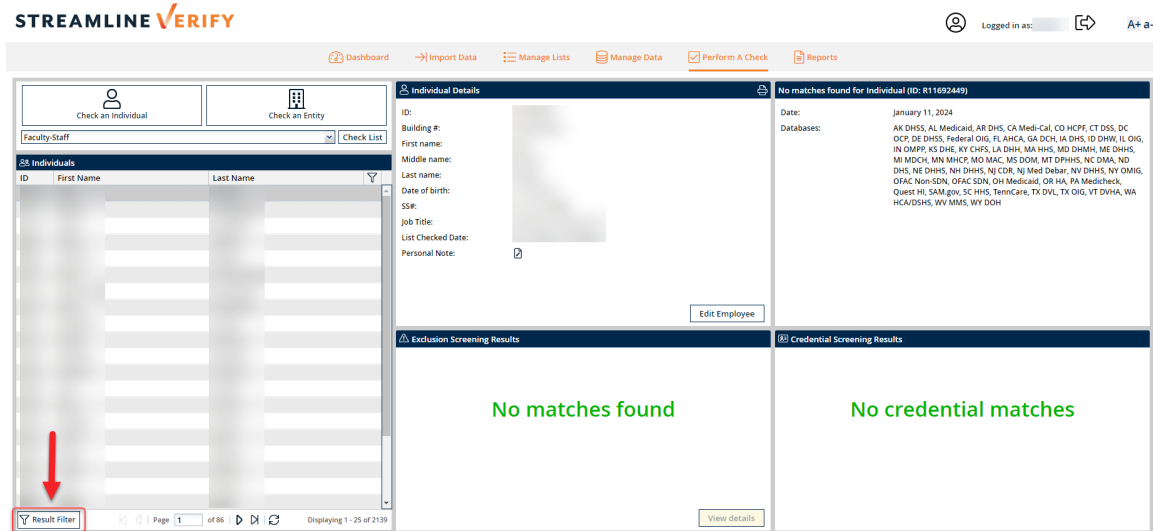 STREAMLINE VERIFY
Logged in as:
A+ a-
Dashboard
Import Data
Manage Lists
Manage Data
Perform A Check
Reports
Check an Individual
Check an Entity
Faculty-Staff
Check List
Individuals
ID First Name Last Name
Result Filter
Page 1 of 86
Displaying 1 - 25 of 2139
Individual Details
ID:
Building #:
First name:
Middle name:
Last name:
Date of birth:
SS#:
Job Title:
List Checked Date:
Personal Note:
Edit Employee
No matches found for Individual (ID: R11692449)
Date: January 11, 2024
Databases: AK DHSS, AL Medicaid, AR DHS, CA Medi-Cal, CO HCPF, CT DSS, DC
OCP, DE DHSS, Federal OIG, FL AHCA, GA DCH, IA DHS, ID DHW, IL OIG,
IN OMPP, KS DHE, KY CHFS, LA DHH, MA HHS, MD DHMH, ME DHHS,
MI MDCH, MN MHCP, MO MAC, MS DOM, MT DPHHS, NC DMA, ND
DHS, NE DHHS, NH DHHS, NJ CDR, NJ Med Debar, NV DHHS, NY OMIG,
OFAC Non-SDN, OFAC SDN, OH Medicaid, OR HA, PA Medicheck,
Quest HI, SAM.gov, SC HHS, TennCare, TX DVL, TX OIG, VT DVHA, WA
HCA/DSHS, WV MMS, WY DOH
Exclusion Screening Results
No matches found
View details
Credential Screening Results
No credential matches